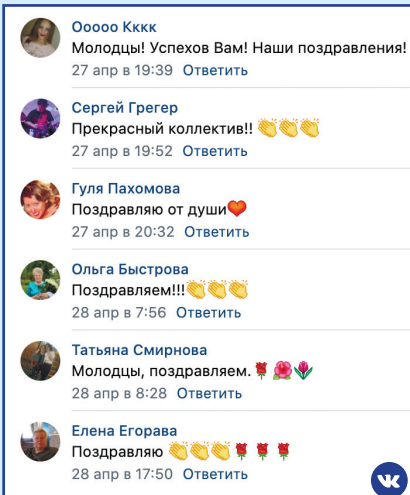 Ооооо Кккк
Молодцы! Успехов Вам! Наши поздравления!
27 апр в 19:39 Ответить
Сергей Грегер
Прекрасный коллектив!! 👏👏👏
27 апр в 19:52 Ответить
Гуля Пахомова
Поздравляю от души❤️
27 апр в 20:32 Ответить
Ольга Быстрова
Поздравляем!!!👏👏👏
28 апр в 7:56 Ответить
Татьяна Смирнова
Молодцы, поздравляем.🌹🌺🌷
28 апр в 8:28 Ответить
Елена Егорава
Поздравляю 👏👏👏🌹🌹🌹
28 апр в 17:50 Ответить